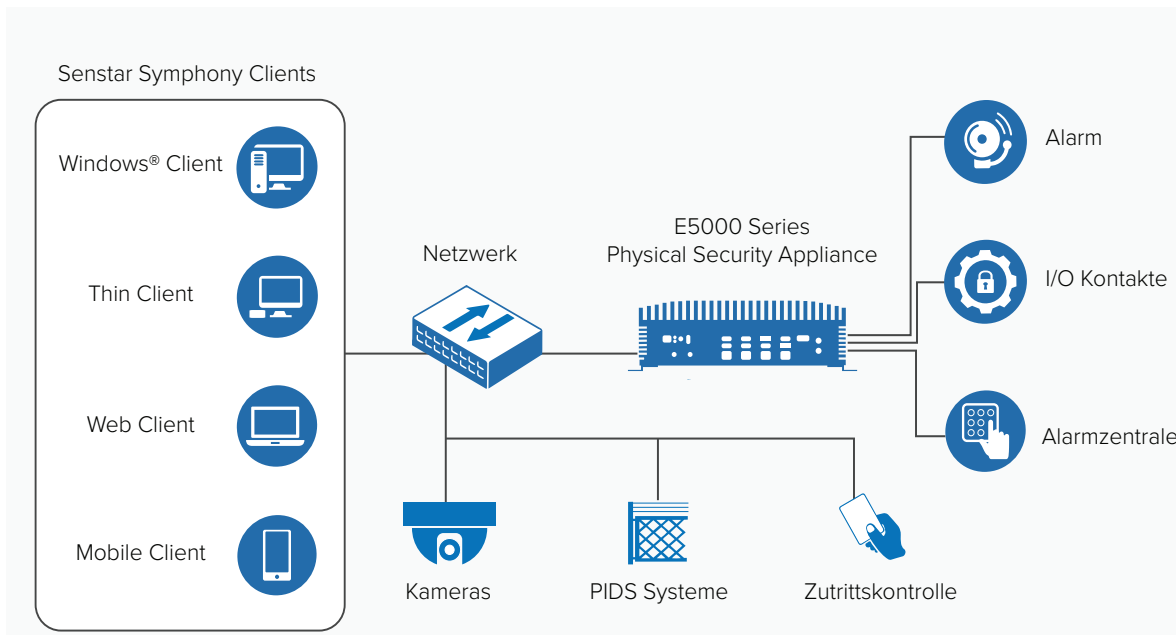 Senstar Symphony Clients
Windows® Client
Thin Client
Web Client
Mobile Client
Netzwerk
E5000 Series
Physical Security Appliance
Alarm
I/O Kontakte
Alarmzentrale
Kameras
PIDS Systeme
Zutrittskontrolle